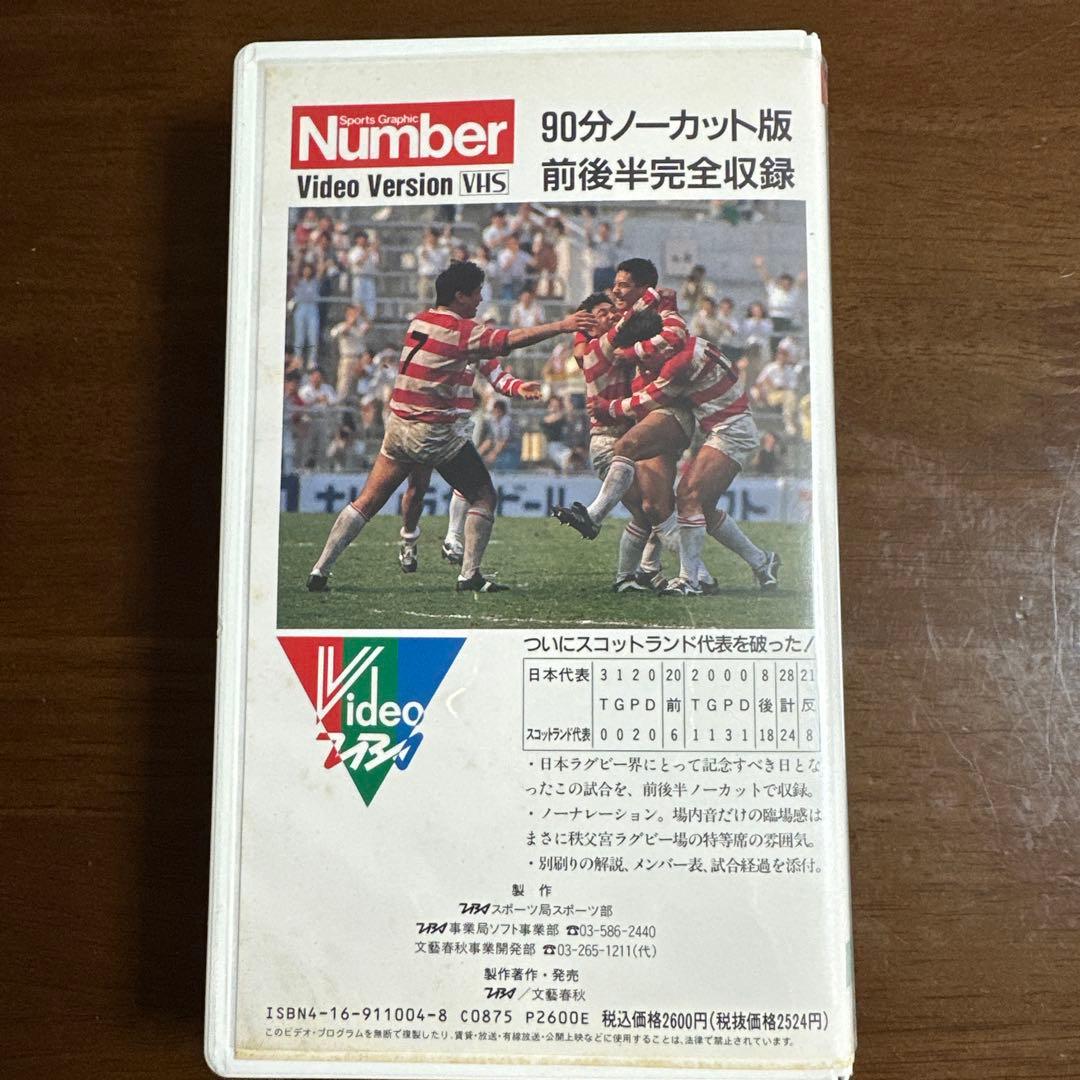 Sports Graphic
Number
Video Version VHS
90分ノーカット版
前後半完全収録
7
11
ビール
Video
TBS
ついにスコットランド代表を破った!
日本代表 3 1 2 0 20 2 0 0 0 8 28 21
T G P D 前 T G P D 後 計 反
スコットランド代表 0 0 2 0 6 1 1 3 1 18 24 8
・日本ラグビー界にとって記念すべき日とな
ったこの試合を、前後半ノーカットで収録。
・ノーナレーション。場内音だけの臨場感は
まさに秩父宮ラグビー場の特等席の雰囲気。
・別刷りの解説、メンバー表、試合経過を添付。
製作
TBSスポーツ局スポーツ部
TBS事業局ソフト事業部 ☎03-586-2440
文藝春秋事業開発部 ☎03-265-1211(代)
製作著作・発売
TBS/文藝春秋
ISBN4-16-911004-8 C0875 P2600E 税込価格2600円(税抜価格2524円)
このビデオ・プログラムを無断で複製したり、賃貸・放送・有線放送・公開上映などに使用することは、法律で禁止されています。